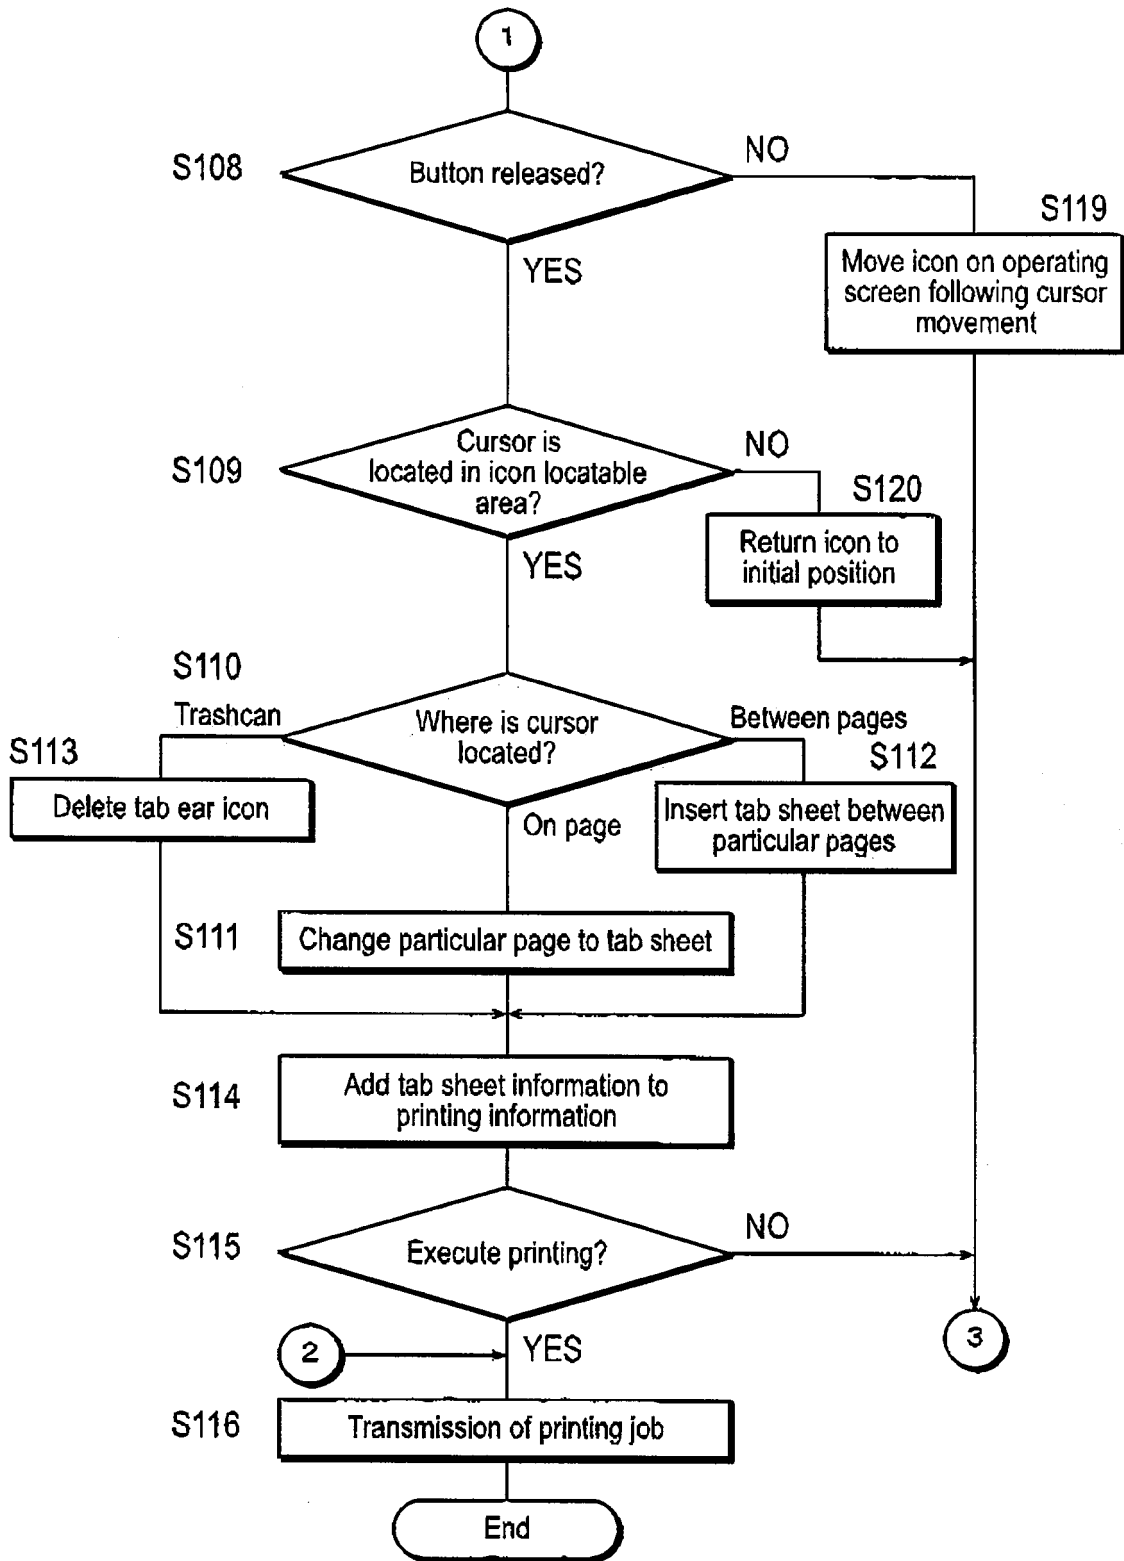 1
S108
Button released?
NO
YES
S119
Move icon on operating
screen following cursor
movement
S109
Cursor is
located in icon locatable
area?
NO
YES
S120
Return icon to
initial position
S110
Trashcan
Where is cursor
located?
Between pages
On page
S113
Delete tab ear icon
S112
Insert tab sheet between
particular pages
S111
Change particular page to tab sheet
S114
Add tab sheet information to
printing information
S115
Execute printing?
NO
YES
2
3
S116
Transmission of printing job
End